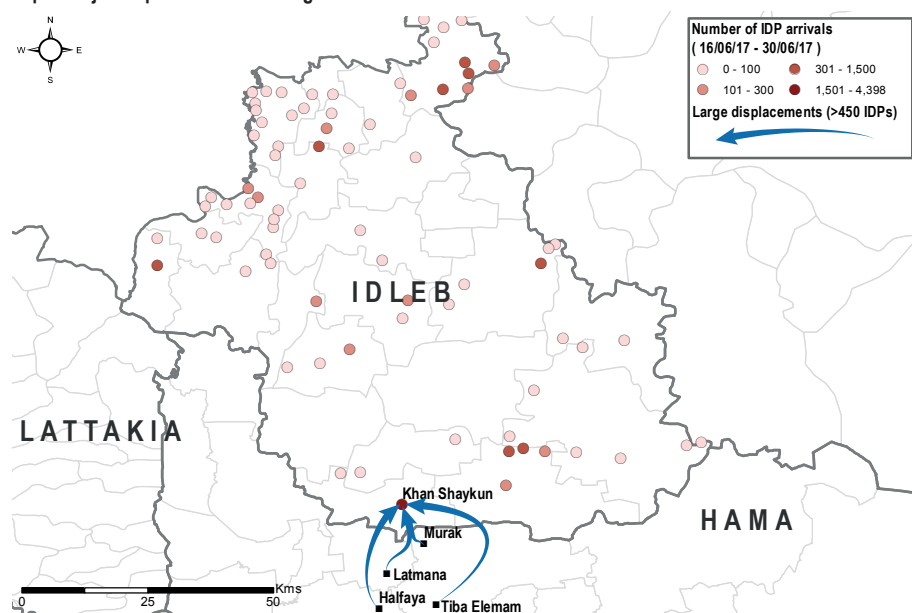 N
W E
S
Number of IDP arrivals
( 16/06/17 - 30/06/17 )
0 - 100
301 - 1,500
101 - 300
1,501 - 4,398
Large displacements (>450 IDPs)
IDLEB
LATTAKIA
Khan Shaykun
HAMA
Murak
Latmana
Halfaya
Tiba Elemam
Kms
0 25 50